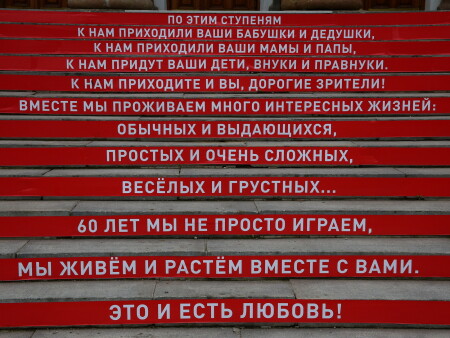 ПО ЭТИМ СТУПЕНЯМ
К НАМ ПРИХОДИЛИ ВАШИ БАБУШКИ И ДЕДУШКИ,
К НАМ ПРИХОДИЛИ ВАШИ МАМЫ И ПАПЫ,
К НАМ ПРИДУТ ВАШИ ДЕТИ, ВНУКИ И ПРАВНУКИ.
К НАМ ПРИХОДИТЕ И ВЫ, ДОРОГИЕ ЗРИТЕЛИ!
ВМЕСТЕ МЫ ПРОЖИВАЕМ МНОГО ИНТЕРЕСНЫХ ЖИЗНЕЙ:
ОБЫЧНЫХ И ВЫДАЮЩИХСЯ,
ПРОСТЫХ И ОЧЕНЬ СЛОЖНЫХ,
ВЕСЁЛЫХ И ГРУСТНЫХ...
60 ЛЕТ МЫ НЕ ПРОСТО ИГРАЕМ,
МЫ ЖИВЁМ И РАСТЁМ ВМЕСТЕ С ВАМИ.
ЭТО И ЕСТЬ ЛЮБОВЬ!